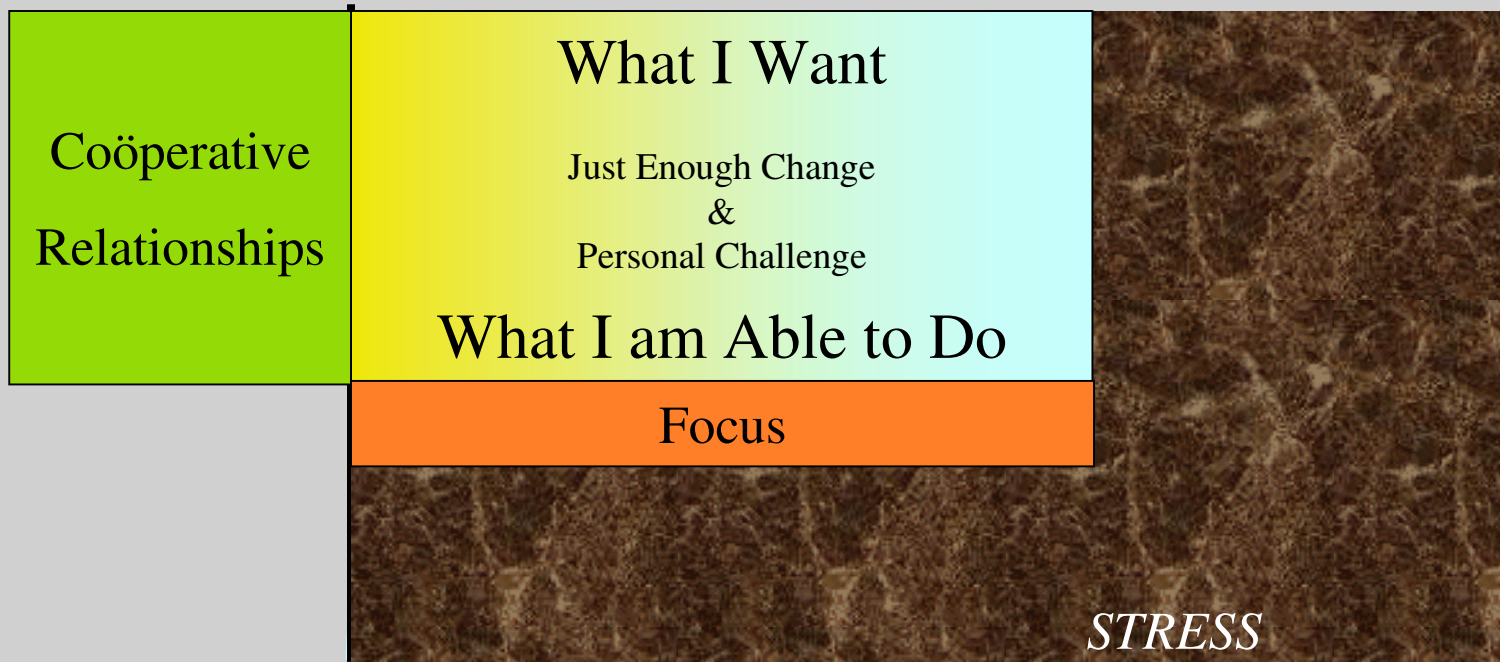 Coöperative
Relationships
What I Want
Just Enough Change
&
Personal Challenge
What I am Able to Do
Focus
STRESS